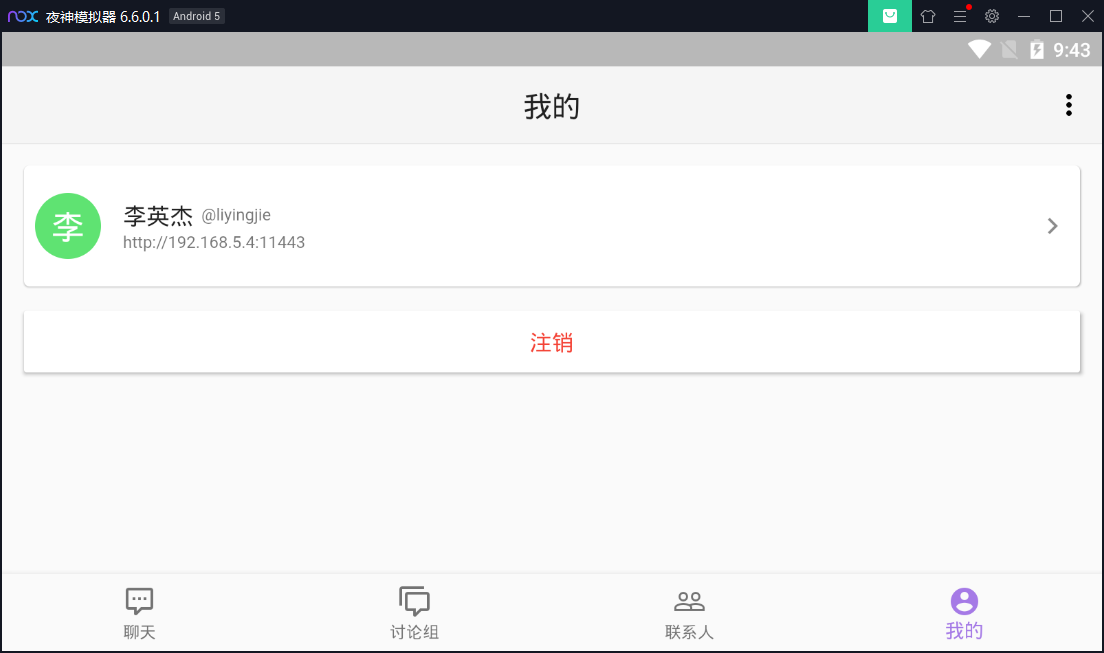 nox 夜神模拟器 6.6.0.1 Android 5
9:43
我的
李
李英杰 @liyingjie
http://192.168.5.4:11443
注销
聊天 讨论组 联系人 我的